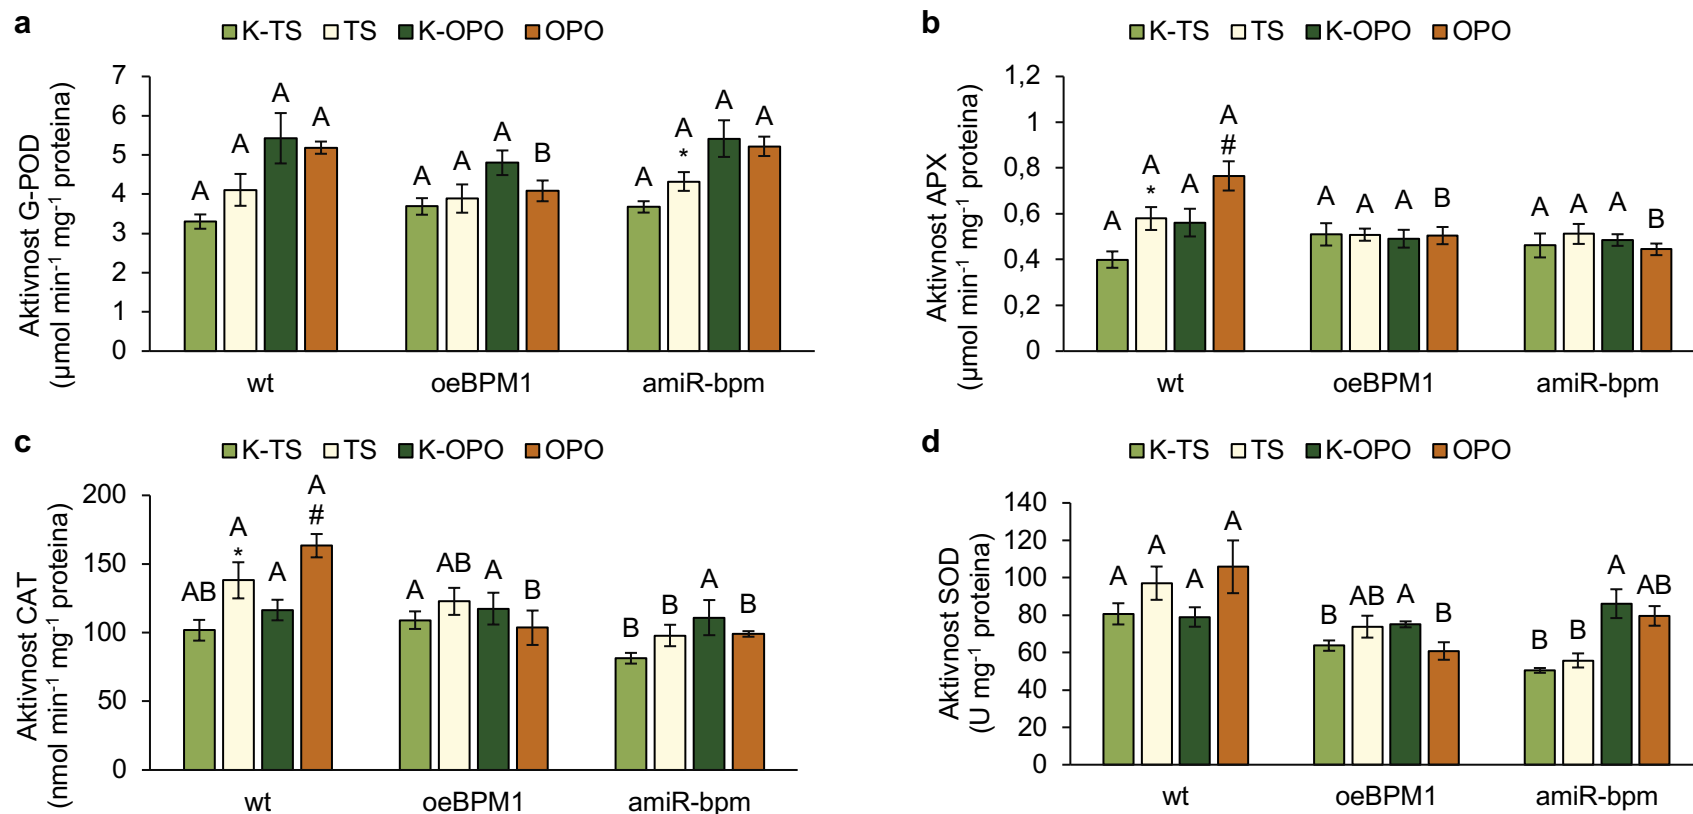 a
K-TS TS K-OPO OPO
Aktivnost G-POD
(µmol min⁻¹ mg⁻¹ proteina)
7
6
5
4
3
2
1
0
A A A A
A A A B
A A * A A
wt oeBPM1 amiR-bpm
b
K-TS TS K-OPO OPO
Aktivnost APX
(µmol min⁻¹ mg⁻¹ proteina)
1,2
1
0,8
0,6
0,4
0,2
0
A A * A A #
A A A B
A A A B
wt oeBPM1 amiR-bpm
c
K-TS TS K-OPO OPO
Aktivnost CAT
(nmol min⁻¹ mg⁻¹ proteina)
200
150
100
50
0
AB A * A A #
A AB A B
B B A B
wt oeBPM1 amiR-bpm
d
K-TS TS K-OPO OPO
Aktivnost SOD
(U mg⁻¹ proteina)
140
120
100
80
60
40
20
0
A A A A
B AB A B
B B A AB
wt oeBPM1 amiR-bpm